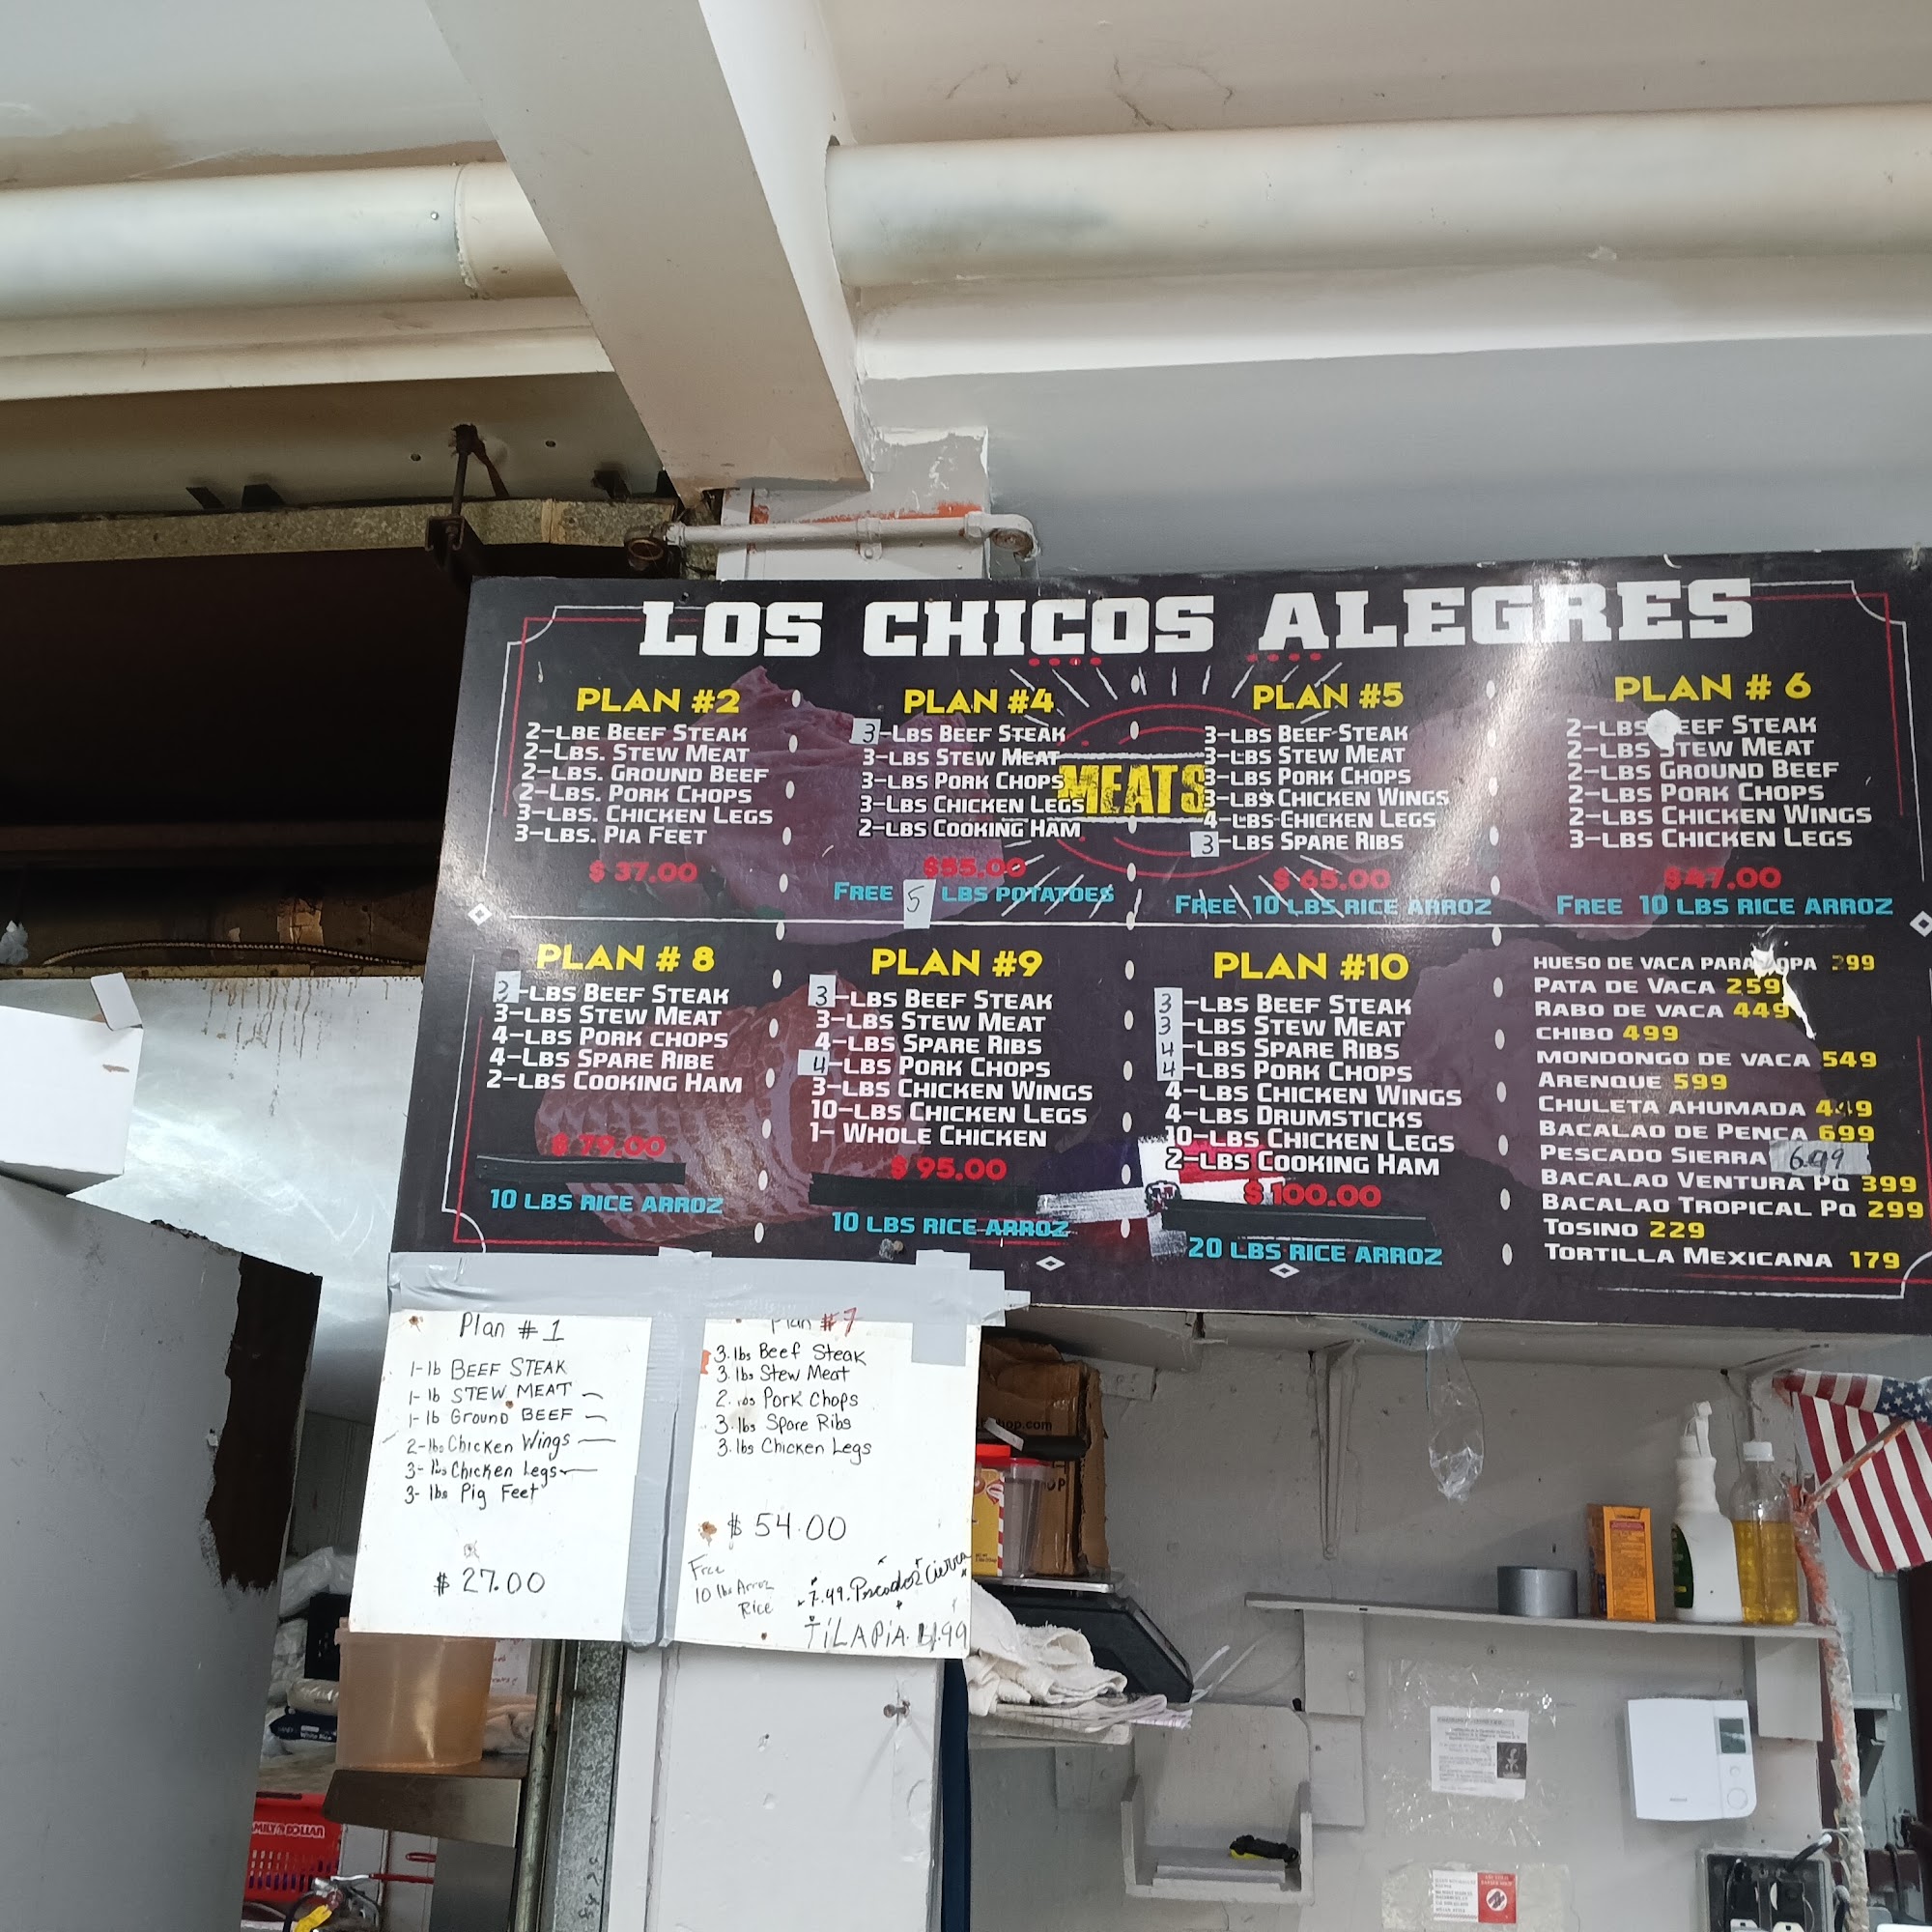 LOS CHICOS ALEGRES
MEATS
PLAN #2
2-LBE BEEF STEAK
2-LBS. STEW MEAT
2-LBS. GROUND BEEF
2-LBS. PORK CHOPS
3-LBS. CHICKEN LEGS
3-LBS. PIA FEET
$ 37.00
PLAN #4
3-LBS BEEF STEAK
3-LBS STEW MEAT
3-LBS PORK CHOPS
3-LBS CHICKEN LEGS
2-LBS COOKING HAM
$55.00
FREE 5 LBS POTATOES
PLAN #5
3-LBS BEEF STEAK
3-LBS STEW MEAT
3-LBS PORK CHOPS
3-LBS CHICKEN WINGS
4-LBS CHICKEN LEGS
3-LBS SPARE RIBS
$ 65.00
FREE 10 LBS RICE ARROZ
PLAN # 6
2-LBS BEEF STEAK
2-LBS STEW MEAT
2-LBS GROUND BEEF
2-LBS PORK CHOPS
2-LBS CHICKEN WINGS
3-LBS CHICKEN LEGS
$47.00
FREE 10 LBS RICE ARROZ
PLAN # 8
-LBS BEEF STEAK
3-LBS STEW MEAT
4-LBS PORK CHOPS
4-LBS SPARE RIBE
2-LBS COOKING HAM
$ 79.00
10 LBS RICE ARROZ
PLAN #9
3-LBS BEEF STEAK
3-LBS STEW MEAT
4-LBS SPARE RIBS
4-LBS PORK CHOPS
3-LBS CHICKEN WINGS
10-LBS CHICKEN LEGS
1- WHOLE CHICKEN
$ 95.00
10 LBS RICE ARROZ
PLAN #10
3-LBS BEEF STEAK
3-LBS STEW MEAT
4-LBS SPARE RIBS
4-LBS PORK CHOPS
4-LBS CHICKEN WINGS
4-LBS DRUMSTICKS
10-LBS CHICKEN LEGS
2-LBS COOKING HAM
$ 100.00
20 LBS RICE ARROZ
HUESO DE VACA PARA SOPA 299
PATA DE VACA 259
RABO DE VACA 449
CHIBO 499
MONDONGO DE VACA 549
ARENQUE 599
CHULETA AHUMADA 449
BACALAO DE PENCA 699
PESCADO SIERRA 6.99
BACALAO VENTURA PQ 399
BACALAO TROPICAL PQ 299
TOSINO 229
TORTILLA MEXICANA 179
Plan # 1
1-lb BEEF STEAK
1-lb STEW MEAT
1-lb Ground BEEF
2-lbs Chicken Wings
3-lbs Chicken Legs
3-lbs Pig Feet
$ 27.00
Plan # 7
3.lbs Beef Steak
3.lbs Stew Meat
2.lbs Pork Chops
3.lbs Spare Ribs
3.lbs Chicken Legs
$ 54.00
Free
10 lbs Arroz
Rice
7.49. Cierra
TiLAPiA. 4.99
FAMILY DOLLAR
White Rice